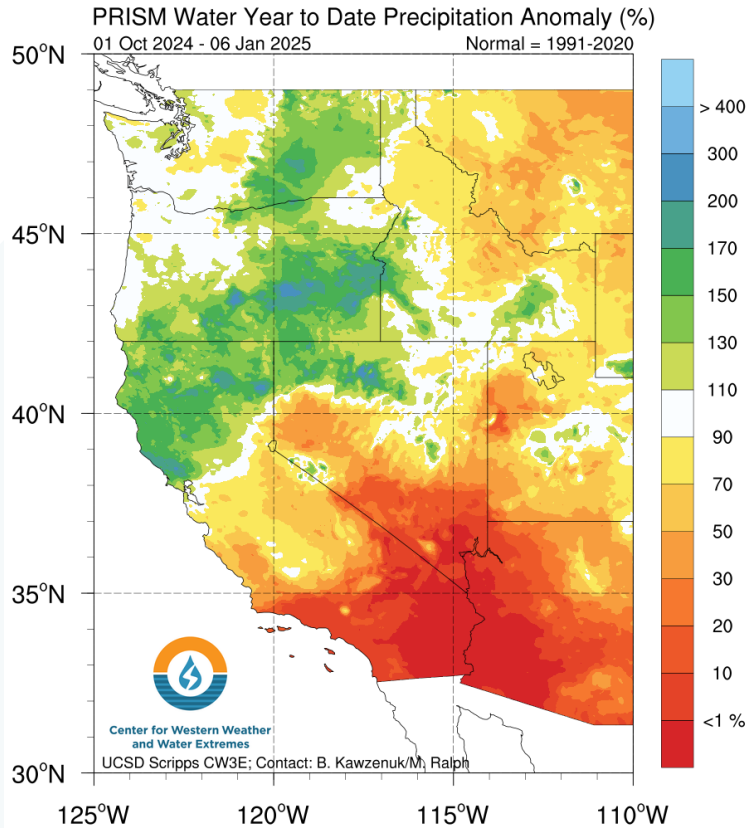 PRISM Water Year to Date Precipitation Anomaly (%)
01 Oct 2024 - 06 Jan 2025 Normal = 1991-2020
50°N
45°N
40°N
35°N
30°N
125°W 120°W 115°W 110°W
> 400
300
200
170
150
130
110
90
70
50
30
20
10
<1 %
Center for Western Weather
and Water Extremes
UCSD Scripps CW3E; Contact: B. Kawzenuk/M. Ralph